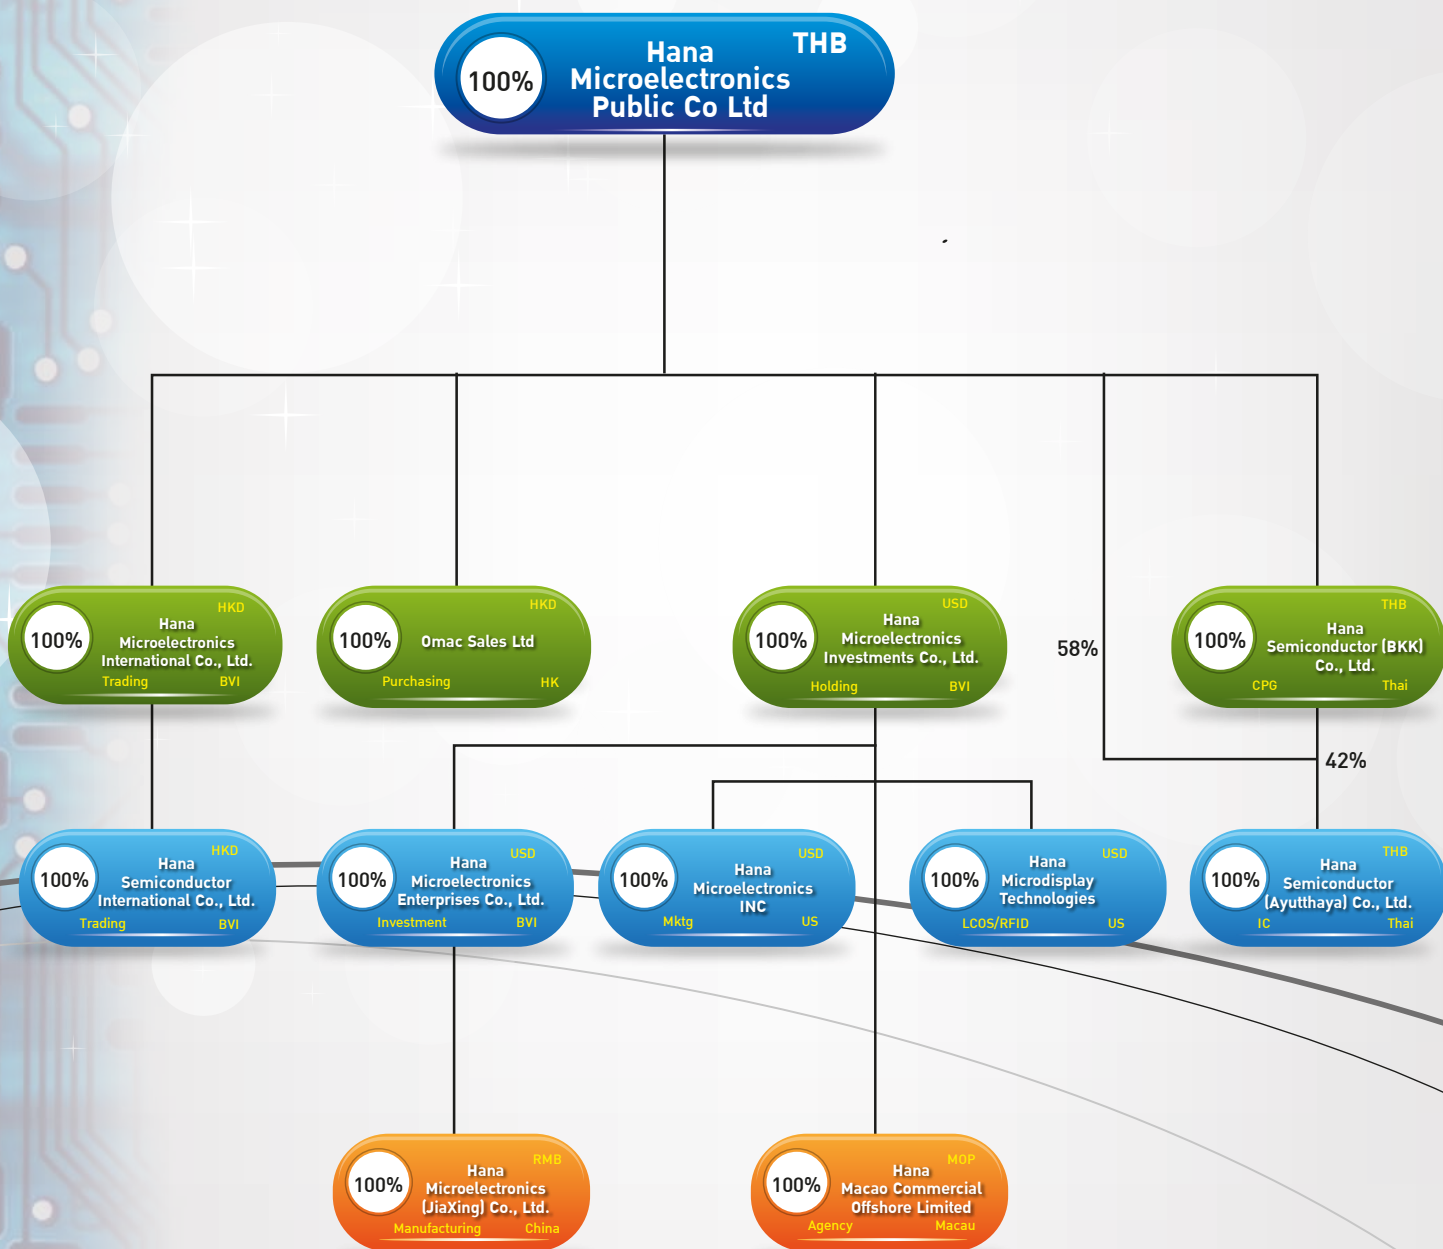 THB
100%
Hana
Microelectronics
Public Co Ltd
HKD
100%
Hana
Microelectronics
International Co., Ltd.
Trading BVI
HKD
100%
Omac Sales Ltd
Purchasing HK
USD
100%
Hana
Microelectronics
Investments Co., Ltd.
Holding BVI
58%
THB
100%
Hana
Semiconductor (BKK)
Co., Ltd.
CPG Thai
42%
HKD
100%
Hana
Semiconductor
International Co., Ltd.
Trading BVI
USD
100%
Hana
Microelectronics
Enterprises Co., Ltd.
Investment BVI
USD
100%
Hana
Microelectronics
INC
Mktg US
USD
100%
Hana
Microdisplay
Technologies
LCOS/RFID US
THB
100%
Hana
Semiconductor
(Ayutthaya) Co., Ltd.
IC Thai
RMB
100%
Hana
Microelectronics
(JiaXing) Co., Ltd.
Manufacturing China
MOP
100%
Hana
Macao Commercial
Offshore Limited
Agency Macau